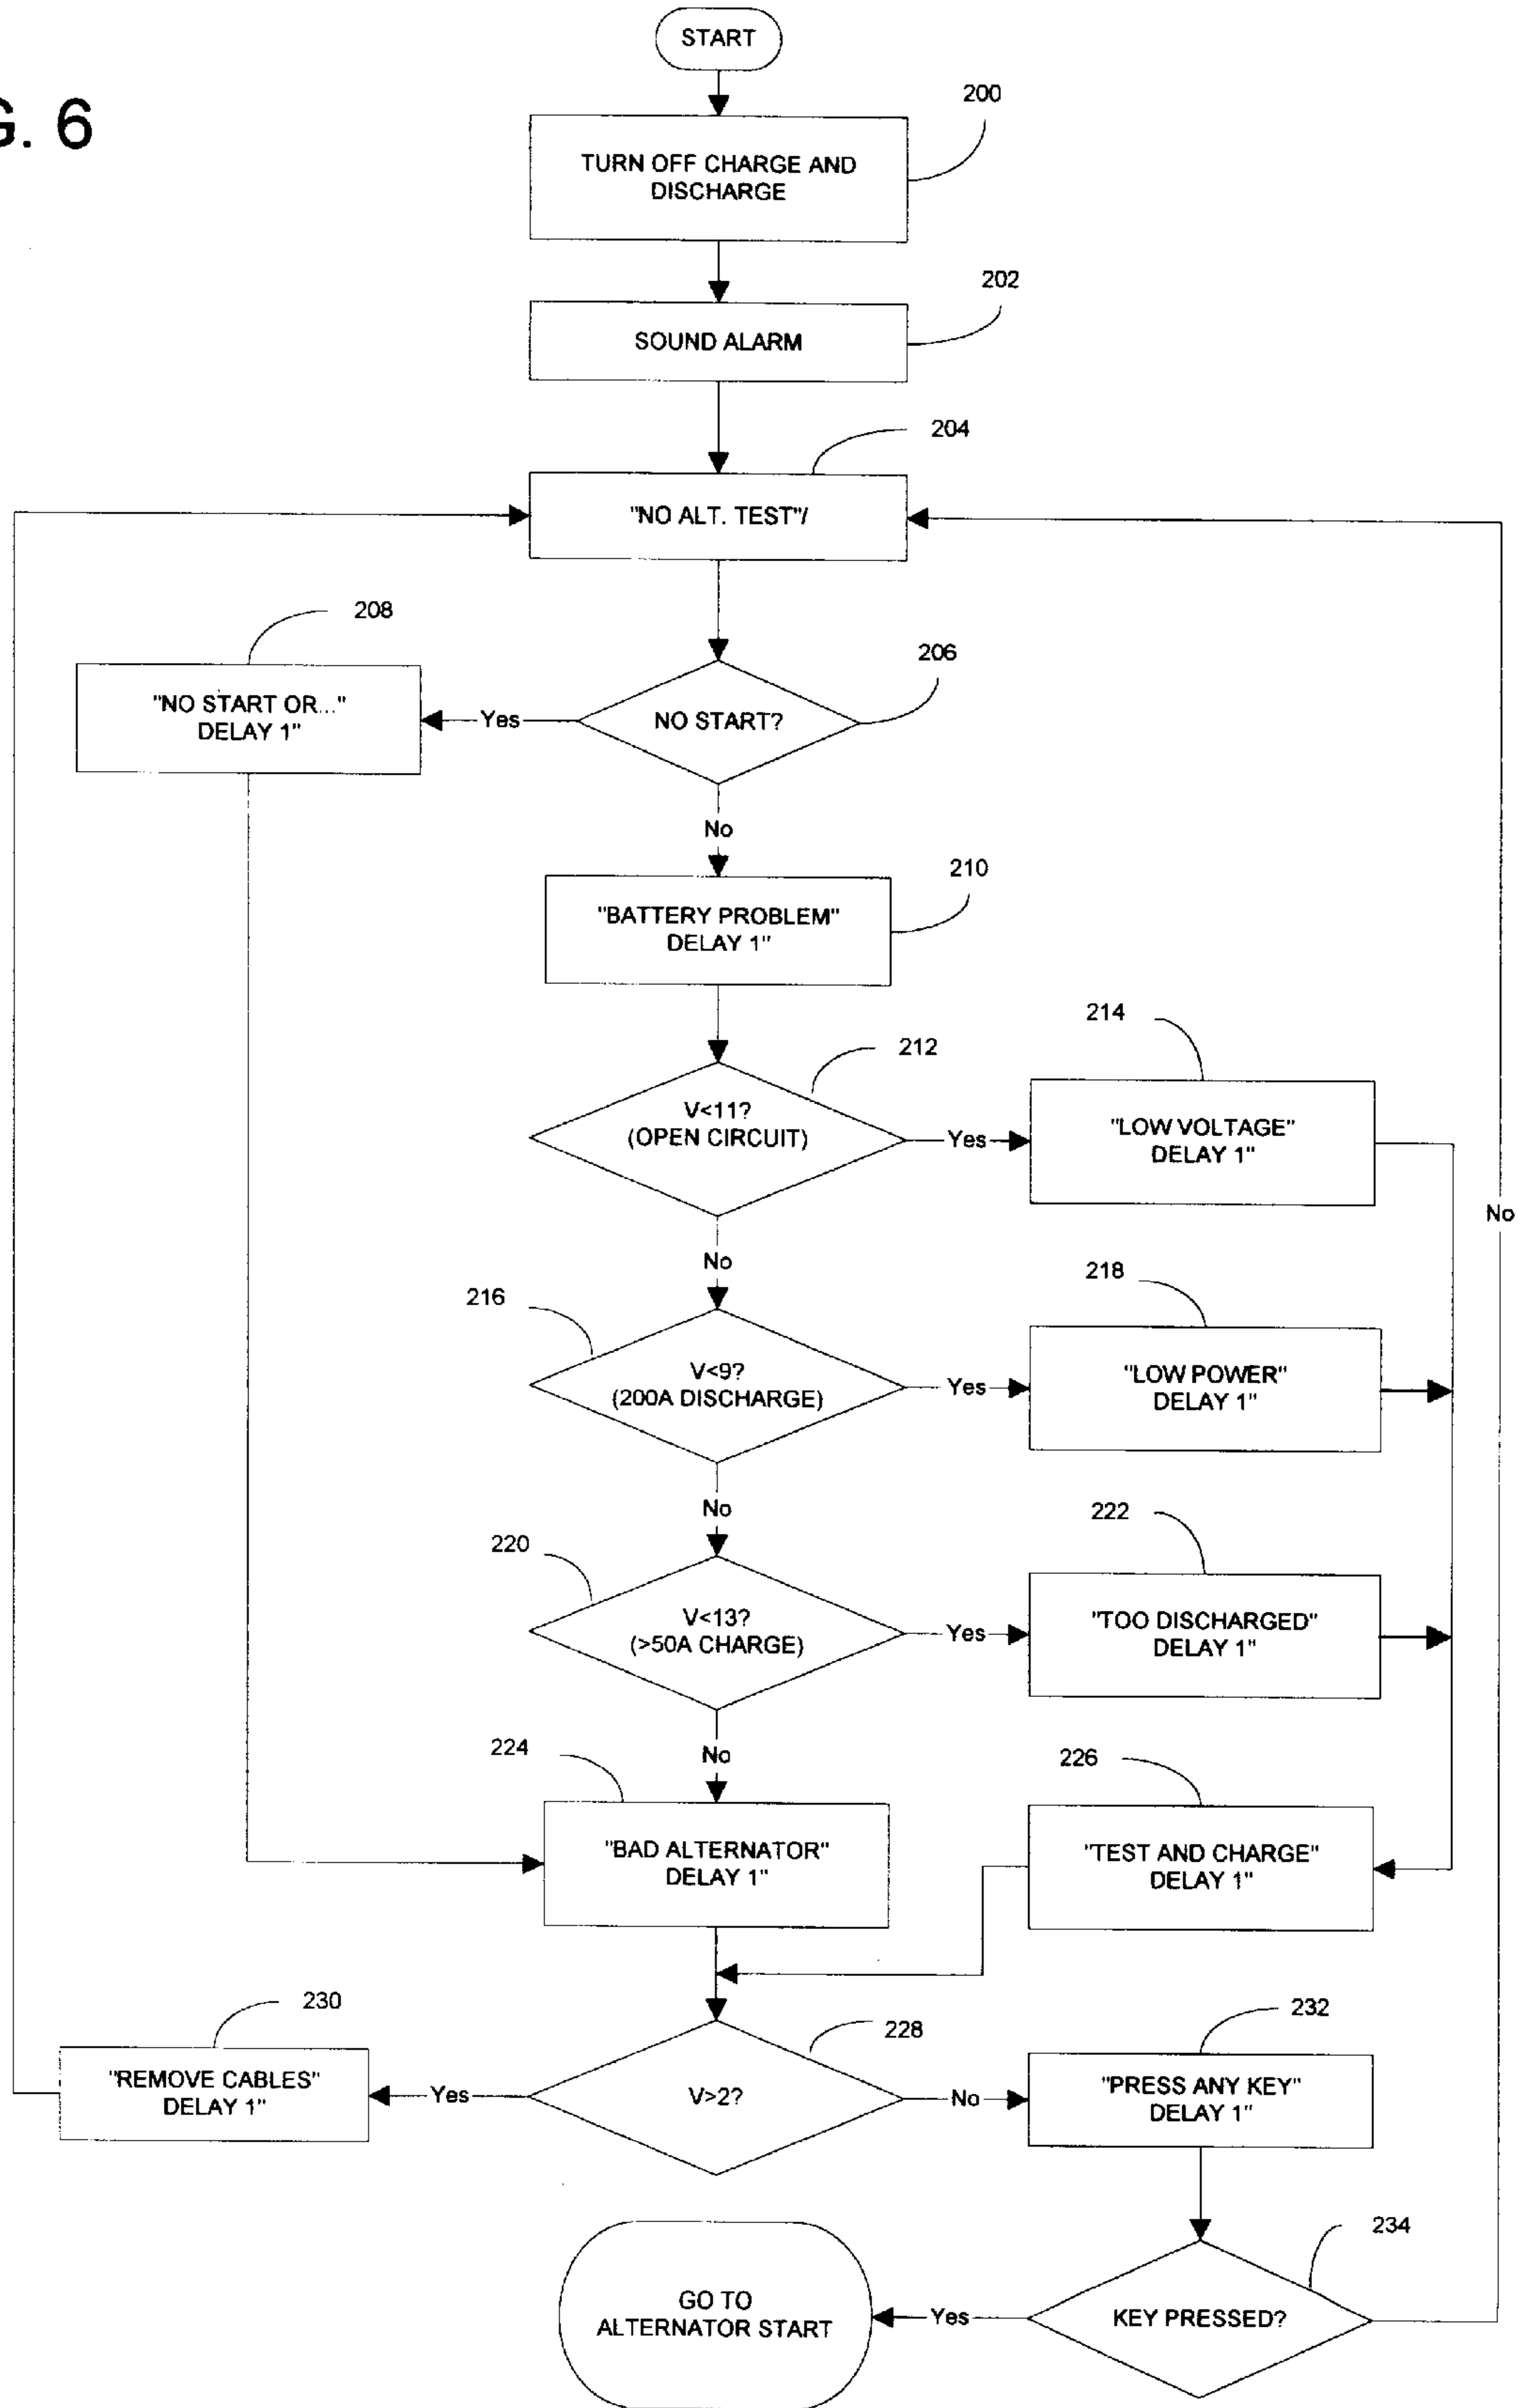 G. 6
START
200
TURN OFF CHARGE AND
DISCHARGE
202
SOUND ALARM
204
"NO ALT. TEST"/
208
"NO START OR..."
DELAY 1"
Yes
206
NO START?
No
210
"BATTERY PROBLEM"
DELAY 1"
212
V<11?
(OPEN CIRCUIT)
Yes
214
"LOW VOLTAGE"
DELAY 1"
No
No
216
V<9?
(200A DISCHARGE)
Yes
218
"LOW POWER"
DELAY 1"
No
220
V<13?
(>50A CHARGE)
Yes
222
"TOO DISCHARGED"
DELAY 1"
No
224
"BAD ALTERNATOR"
DELAY 1"
226
"TEST AND CHARGE"
DELAY 1"
230
"REMOVE CABLES"
DELAY 1"
Yes
228
V>2?
No
232
"PRESS ANY KEY"
DELAY 1"
234
KEY PRESSED?
Yes
GO TO
ALTERNATOR START